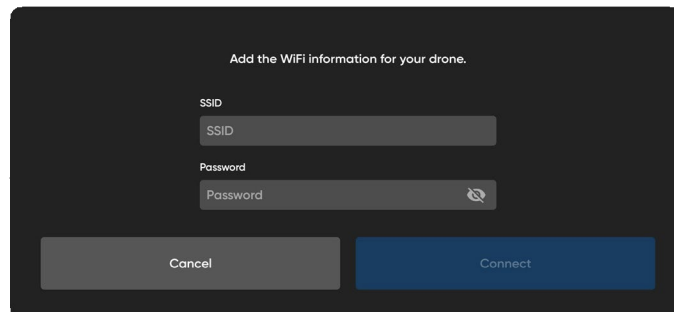 Add the WiFi information for your drone.
SSID
SSID
Password
Password
Cancel
Connect